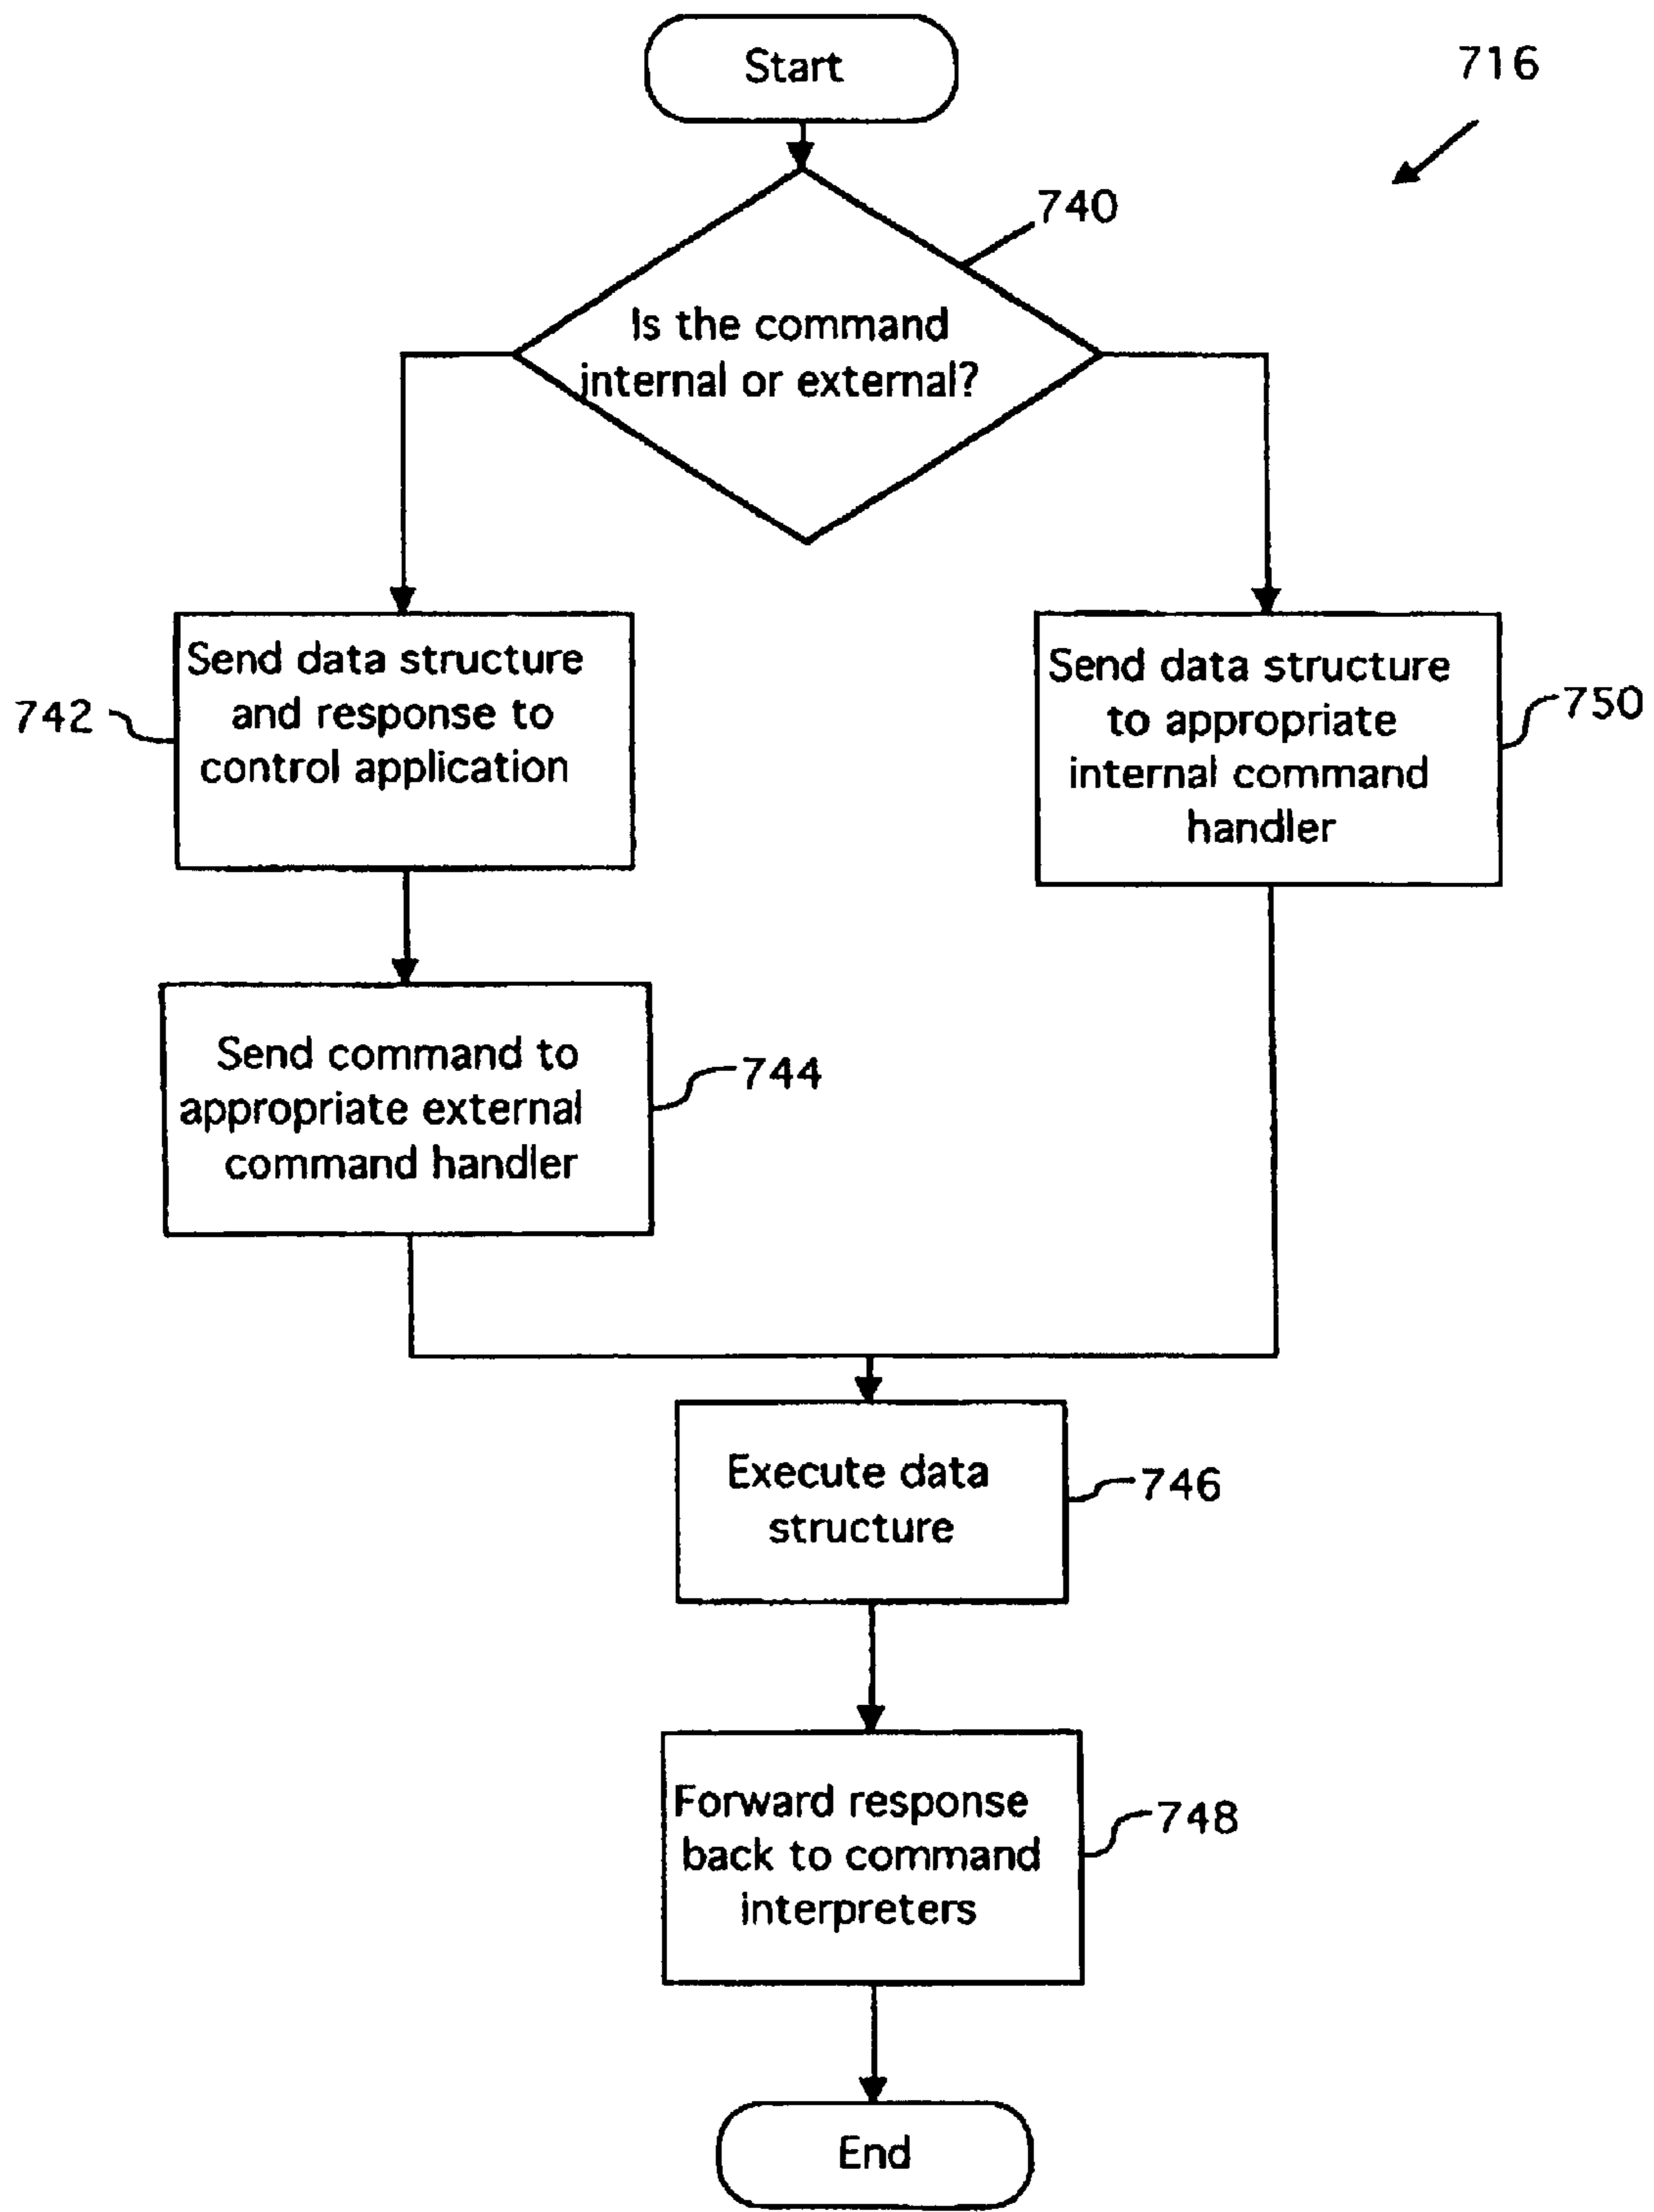 Start
716
740
Is the command
internal or external?
Send data structure
and response to
control application
742
Send data structure
to appropriate
internal command
handler
750
Send command to
appropriate external
command handler
744
Execute data
structure
746
Forward response
back to command
interpreters
748
End